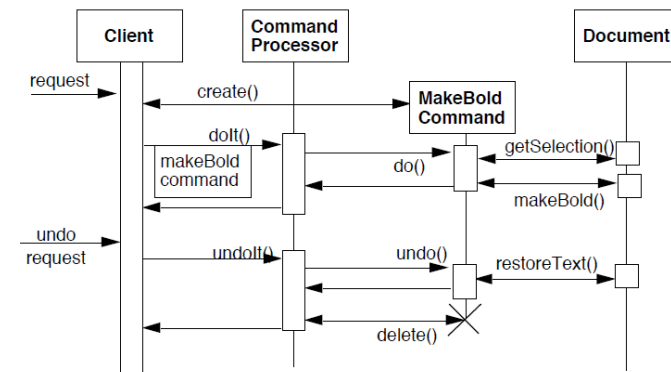 Client
Command
Processor
Document
request
create()
MakeBold
Command
doIt()
makeBold
command
do()
getSelection()
makeBold()
undo
request
undoIt()
undo()
restoreText()
delete()